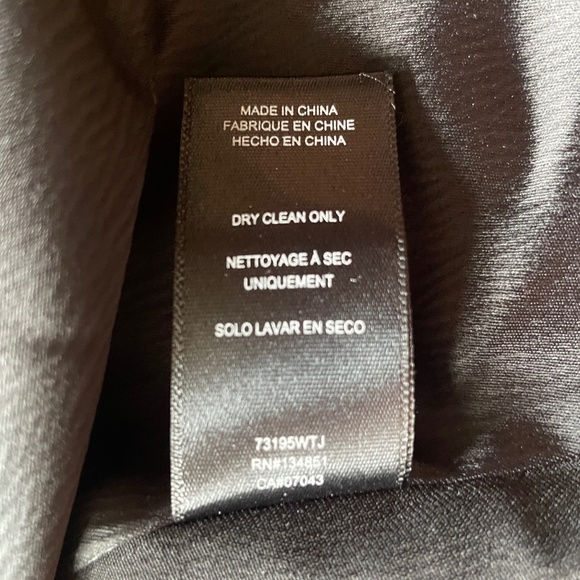 MADE IN CHINA
FABRIQUE EN CHINE
HECHO EN CHINA
DRY CLEAN ONLY
NETTOYAGE À SEC
UNIQUEMENT
SOLO LAVAR EN SECO
73195WTJ
RN#134851
CA#07043